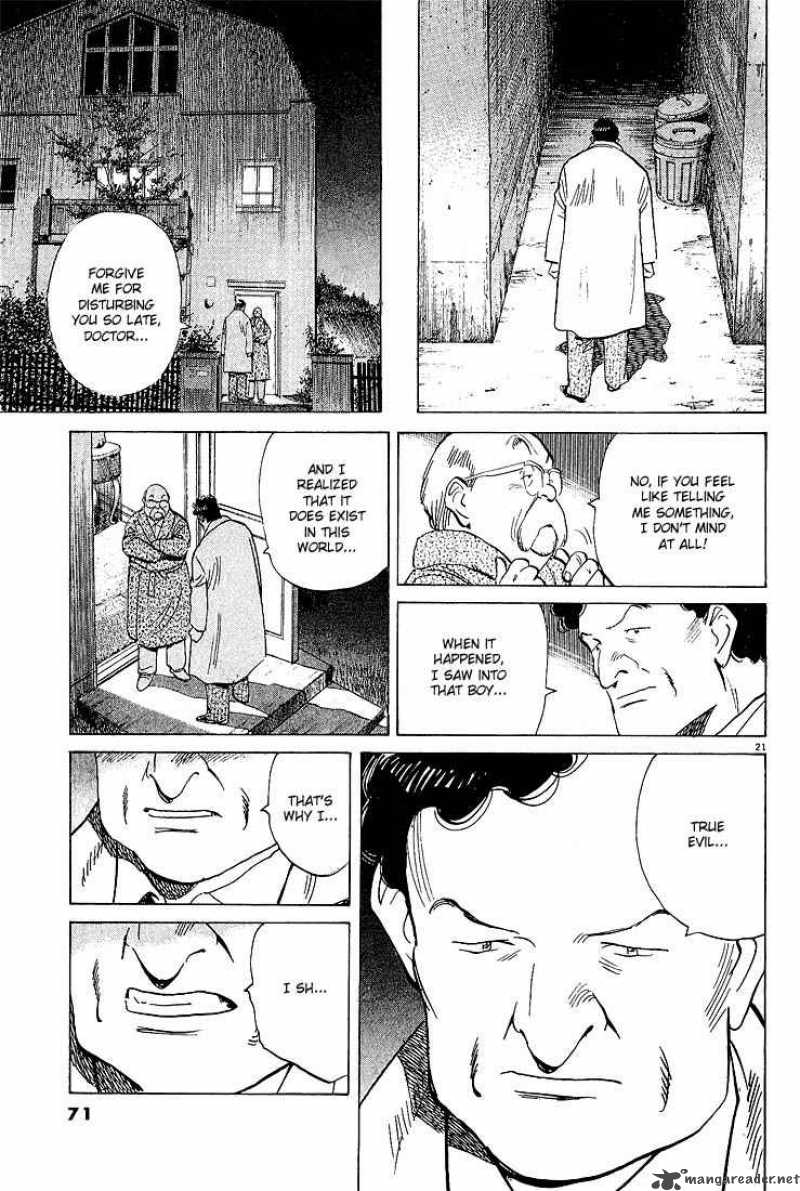 FORGIVE
ME FOR
DISTURBING
YOU SO LATE,
DOCTOR...
NO, IF YOU FEEL
LIKE TELLING
ME SOMETHING,
I DON'T MIND
AT ALL!
AND I
REALIZED
THAT IT
DOES EXIST
IN THIS
WORLD...
WHEN IT
HAPPENED,
I SAW INTO
THAT BOY...
21
TRUE
EVIL...
THAT'S
WHY I...
I SH...
71
mangareader.net